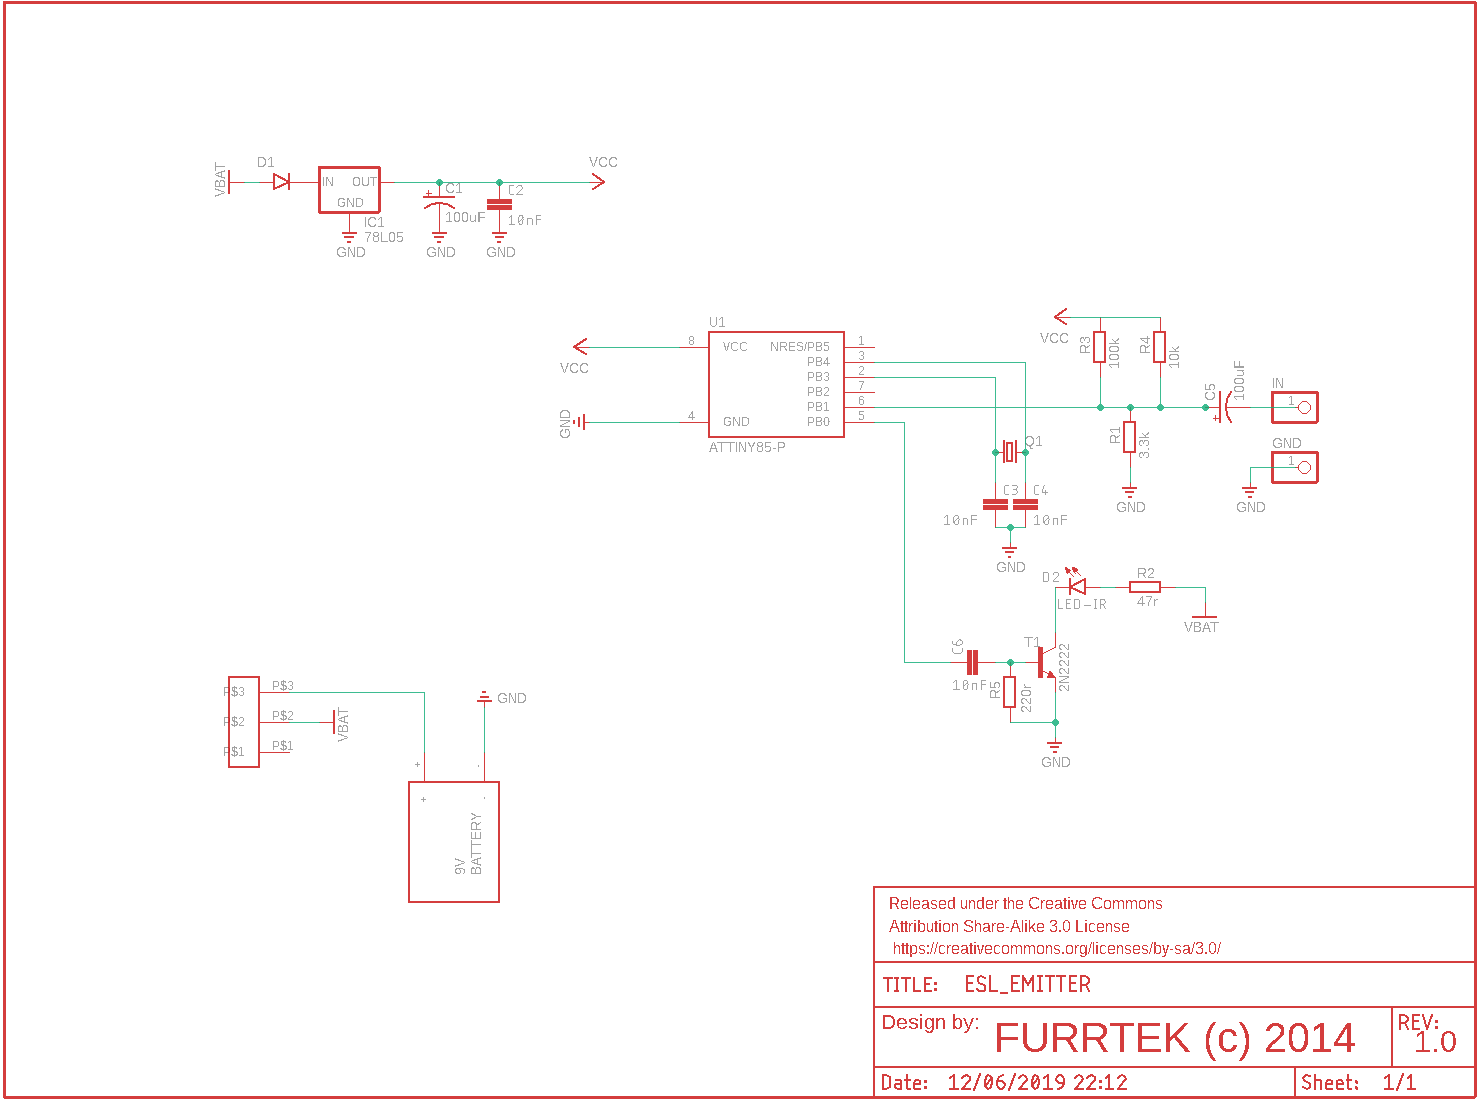 VBAT
D1
IN OUT
GND
IC1
78L05
GND
C1
100uF
GND
C2
10nF
GND
VCC
U1
VCC
8
VCC
NRES/PB5
1
PB4
3
PB3
2
PB2
7
PB1
6
PB0
5
GND
4
GND
ATTINY85-P
VCC
R3
100k
R4
10k
C5
100uF
IN
1
GND
1
GND
R1
3.3k
GND
Q1
C3
10nF
C4
10nF
GND
D2
LED-IR
R2
47r
VBAT
C6
10nF
R5
220r
T1
2N2222
GND
P$3 P$3
P$2 P$2
P$1 P$1
VBAT
GND
+ -
+ -
9V
BATTERY
Released under the Creative Commons
Attribution Share-Alike 3.0 License
https://creativecommons.org/licenses/by-sa/3.0/
TITLE: ESL_EMITTER
Design by: FURRTEK (c) 2014
REV:
1.0
Date: 12/06/2019 22:12
Sheet: 1/1